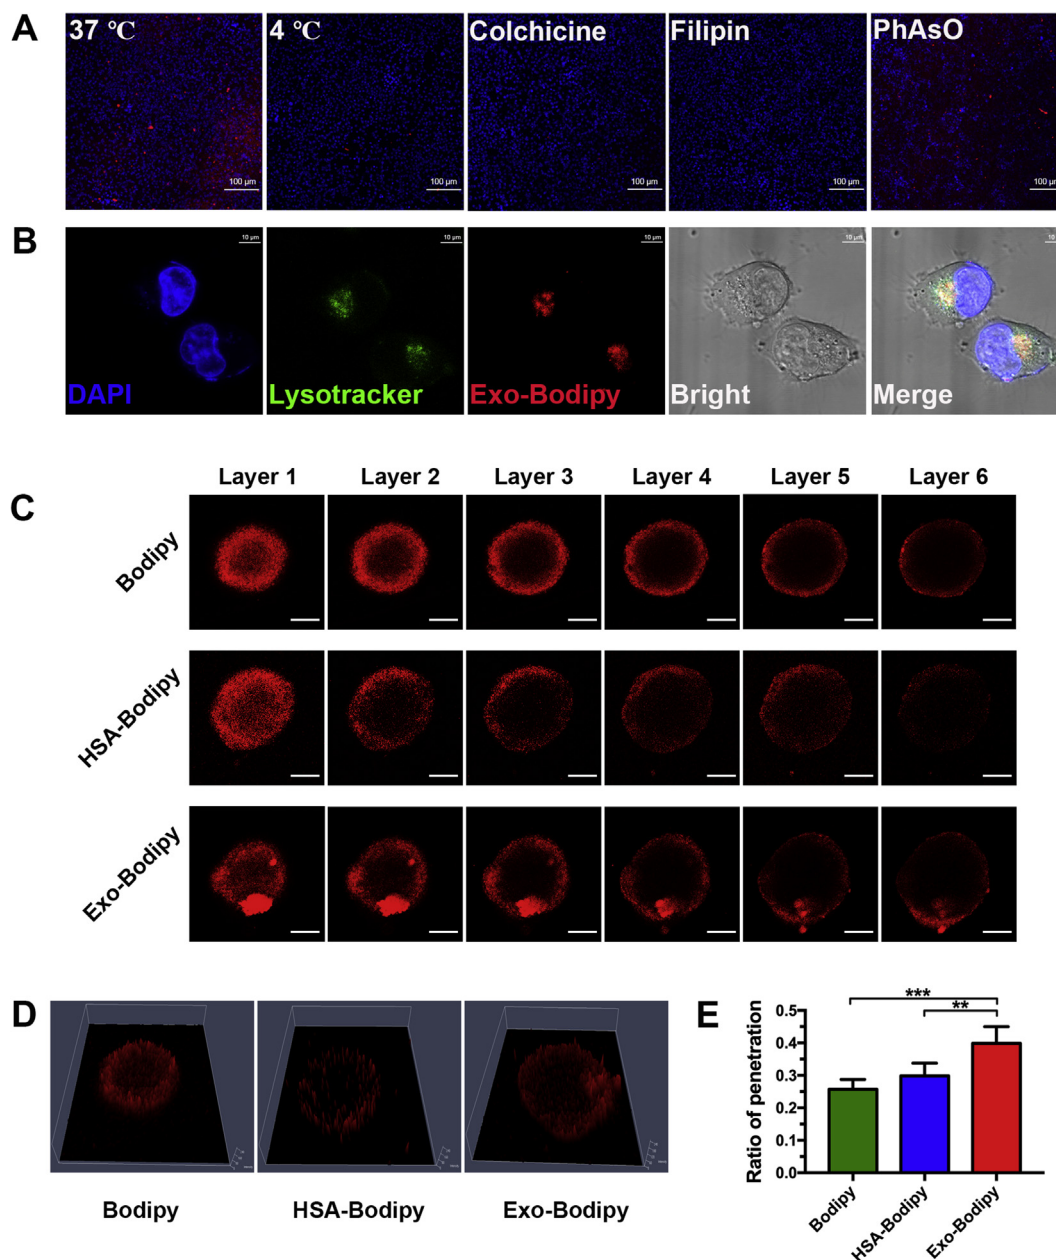 A
37 °C
4 °C
Colchicine
Filipin
PhAsO
100 μm
100 μm
100 μm
100 μm
100 μm
B
10 μm
10 μm
10 μm
10 μm
10 μm
DAPI
Lysotracker
Exo-Bodipy
Bright
Merge
C
Layer 1
Layer 2
Layer 3
Layer 4
Layer 5
Layer 6
Bodipy
HSA-Bodipy
Exo-Bodipy
D
Bodipy
HSA-Bodipy
Exo-Bodipy
E
***
**
Ratio of penetration
0.5
0.4
0.3
0.2
0.1
0.0
Bodipy
HSA-Bodipy
Exo-Bodipy